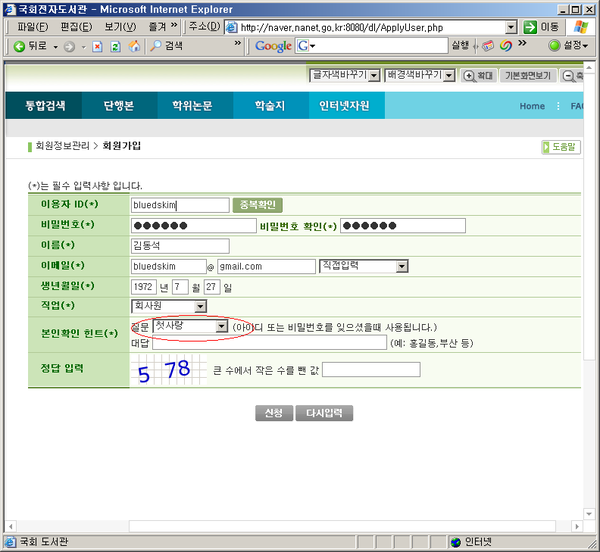 국회전자도서관 - Microsoft Internet Explorer
파일(F) 편집(E) 보기(V) 즐겨 » 주소(D) http://naver.nanet.go.kr:8080/dl/ApplyUser.php 이동
뒤로 검색 » Google G 실행 » 설정
글자색바꾸기 배경색바꾸기 확대 기본화면보기 축
통합검색 단행본 학위논문 학술지 인터넷자원 Home FAC
회원정보관리 > 회원가입 도움말
(*)는 필수 입력사항 입니다.
이용자 ID(*) bluedskim 중복확인
비밀번호(*) ●●●●●● 비밀번호 확인(*) ●●●●●●
이름(*) 김동석
이메일(*) bluedskim @ gmail.com 직접입력
생년월일(*) 1972 년 7 월 27 일
직업(*) 회사원
본인확인 힌트(*) 질문 첫사랑 (아이디 또는 비밀번호를 잊으셨을때 사용됩니다.)
대답 (예: 홍길동,부산 등)
정답 입력 5 78 큰 수에서 작은 수를 뺀 값
신청 다시입력
국회 도서관 인터넷